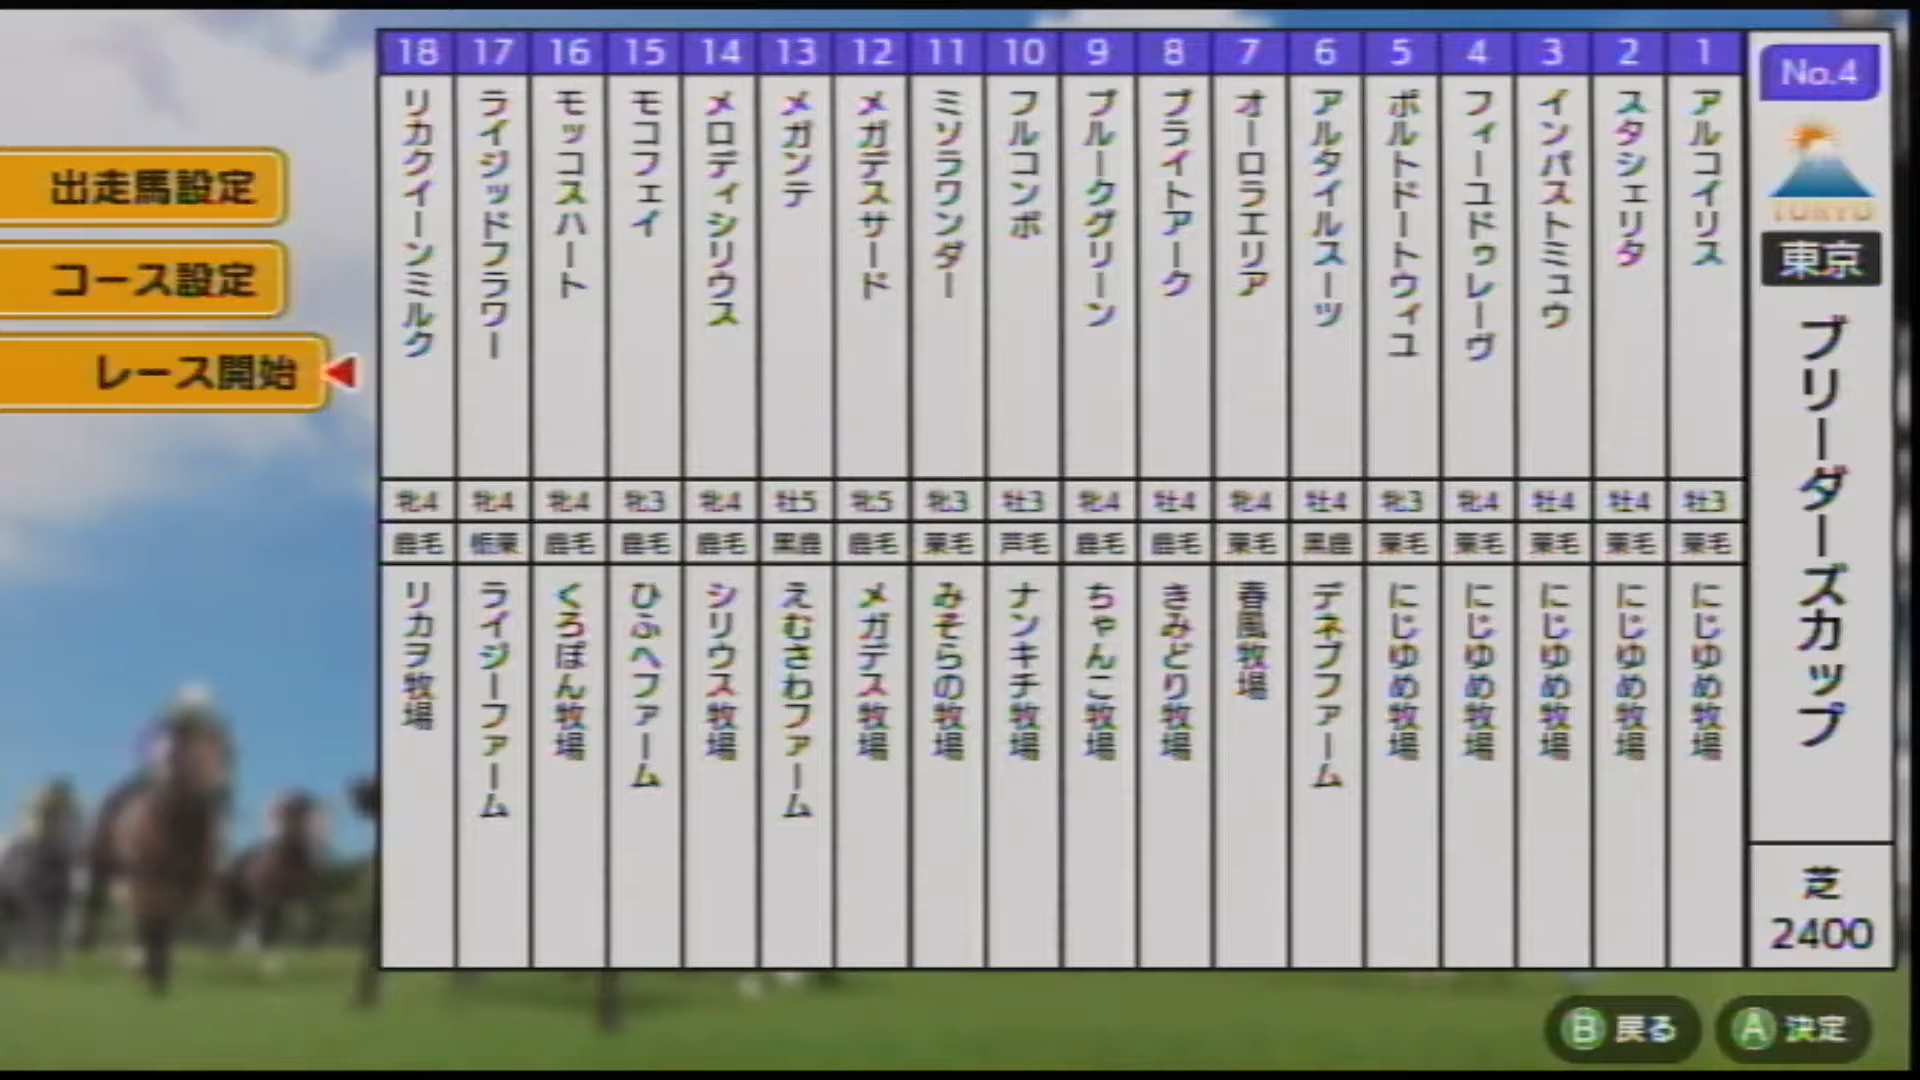 No.4
TOKYO
東京
ブリーダーズカップ
芝
2400
1
アルコイリス
牡3
栗毛
にじゆめ牧場
2
スタシェリタ
牡4
栗毛
にじゆめ牧場
3
インパストミュウ
牡4
栗毛
にじゆめ牧場
4
フィーユドゥレーヴ
牝4
栗毛
にじゆめ牧場
5
ポルトドートウィユ
牝3
栗毛
にじゆめ牧場
6
アルタイルスーツ
牡4
黒鹿
デネブファーム
7
オーロラエリア
牝4
栗毛
春風牧場
8
ブライトアーク
牡4
鹿毛
きみどり牧場
9
ブルークグリーン
牝4
鹿毛
ちゃんこ牧場
10
フルコンボ
牡3
芦毛
ナンキチ牧場
11
ミソラワンダー
牝3
栗毛
みそらの牧場
12
メガデスサード
牝5
鹿毛
メガデス牧場
13
メガンテ
牡5
黒鹿
えむさわファーム
14
メロディシリウス
牝4
鹿毛
シリウス牧場
15
モコフェイ
牝3
鹿毛
ひふへファーム
16
モッコスハート
牝4
鹿毛
くろぽん牧場
17
ライジッドフラワー
牝4
栃栗
ライジーファーム
18
リカクイーンミルク
牝4
鹿毛
リカヲ牧場
出走馬設定
コース設定
レース開始
B 戻る
A 決定